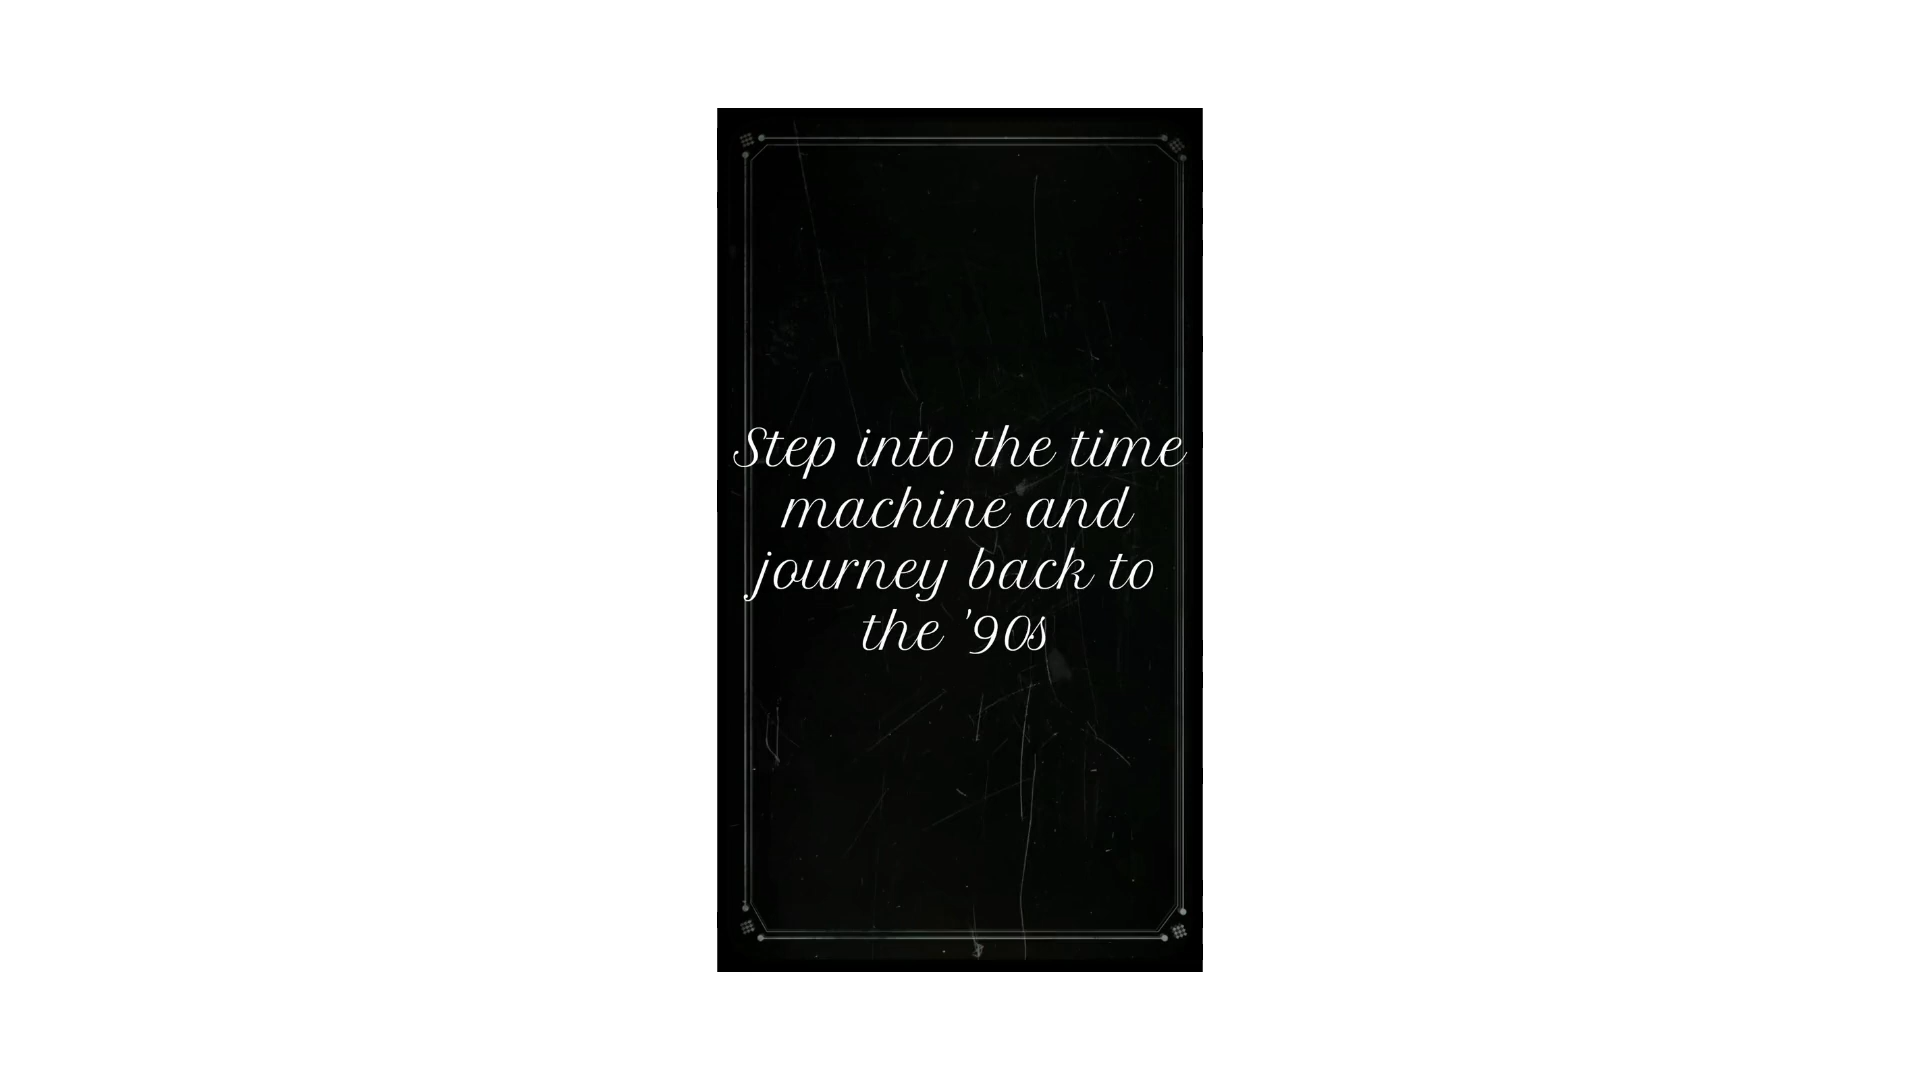 Step into the time
machine and
journey back to
the '90s